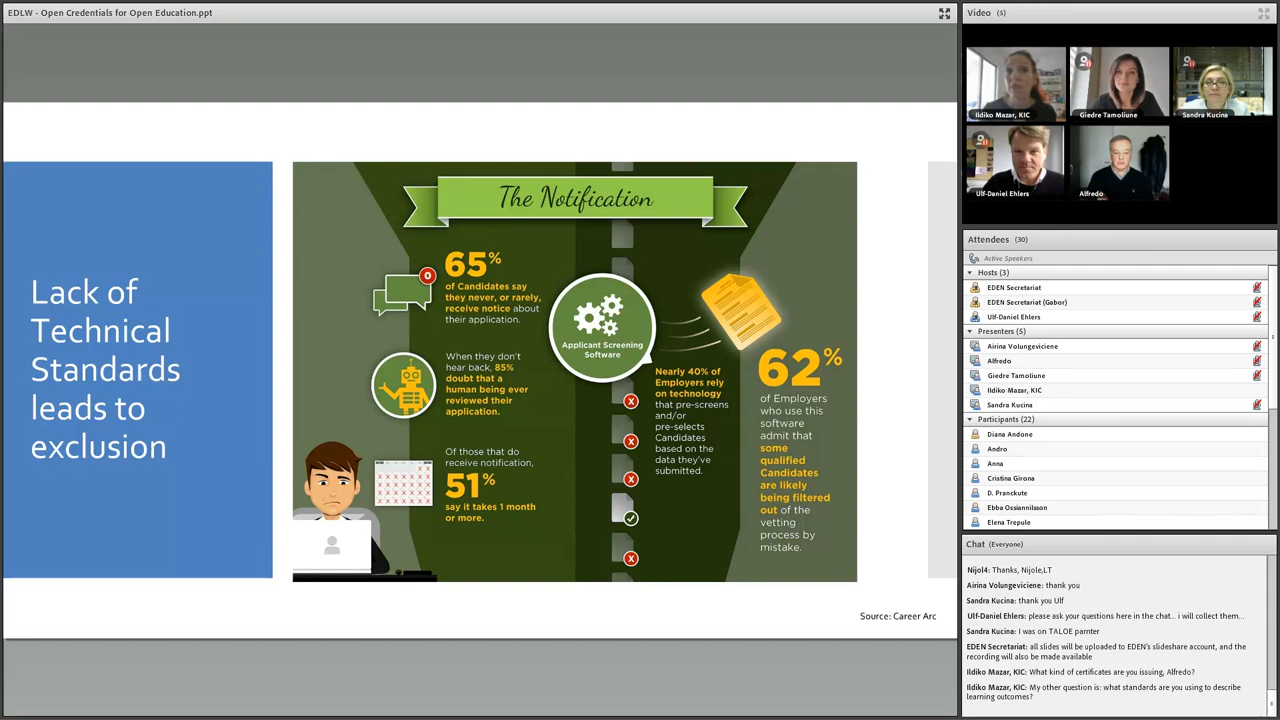 EDLW - Open Credentials for Open Education.ppt
Lack of
Technical
Standards
leads to
exclusion
The Notification
0
65%
of Candidates say
they never, or rarely,
receive notice about
their application.
When they don't
hear back, 85%
doubt that a
human being ever
reviewed their
application.
Of those that do
receive notification,
51%
say it takes 1 month
or more.
Applicant Screening
Software
Nearly 40% of
Employers rely
on technology
that pre-screens
and/or
pre-selects
Candidates
based on the
data they've
submitted.
62%
of Employers
who use this
software
admit that
some
qualified
Candidates
are likely
being filtered
out of the
vetting
process by
mistake.
Source: Career Arc
Video (5)
Ildiko Mazar, KIC
Giedre Tamoliune
Sandra Kucina
Ulf-Daniel Ehlers
Alfredo
Attendees (30)
Active Speakers
Hosts (3)
EDEN Secretariat
EDEN Secretariat (Gabor)
Ulf-Daniel Ehlers
Presenters (5)
Airina Volungeviciene
Alfredo
Giedre Tamoliune
Ildiko Mazar, KIC
Sandra Kucina
Participants (22)
Diana Andone
Andro
Anna
Cristina Girona
D. Pranckute
Ebba Ossiannilsson
Elena Trepule
Chat (Everyone)
Nijol4: Thanks, Nijole,LT
Airina Volungeviciene: thank you
Sandra Kucina: thank you Ulf
Ulf-Daniel Ehlers: please ask your questions here in the chat... i will collect them...
Sandra Kucina: I was on TALOE parnter
EDEN Secretariat: all slides will be uploaded to EDEN's slideshare account, and the
recording will also be made available
Ildiko Mazar, KIC: What kind of certificates are you issuing, Alfredo?
Ildiko Mazar, KIC: My other question is: what standards are you using to describe
learning outcomes?